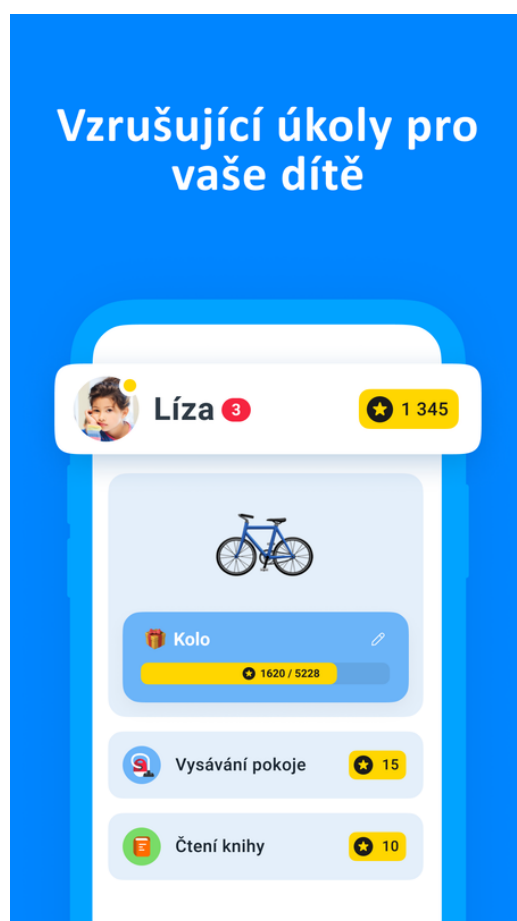 Vzrušující úkoly pro
vaše dítě
Líza 3
1 345
Kolo
1620 / 5228
Vysávání pokoje
15
Čtení knihy
10